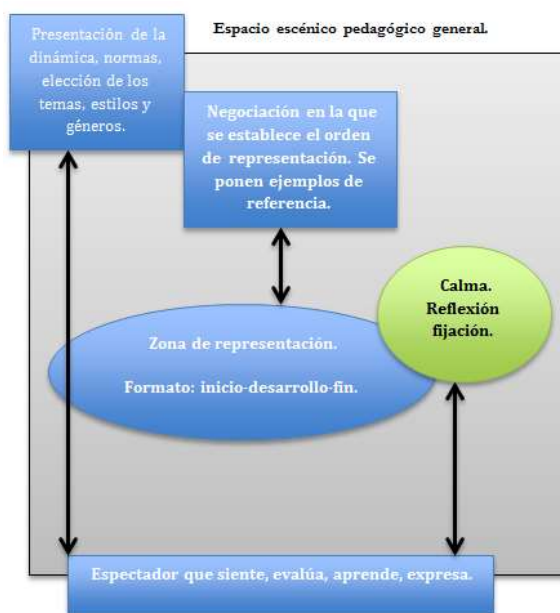 Espacio escénico pedagógico general.
Presentación de la
dinámica, normas,
elección de los
temas, estilos y
géneros.
Negociación en la que
se establece el orden
de representación. Se
ponen ejemplos de
referencia.
Calma.
Reflexión
fijación.
Zona de representación.
Formato: inicio-desarrollo-fin.
Espectador que siente, evalúa, aprende, expresa.